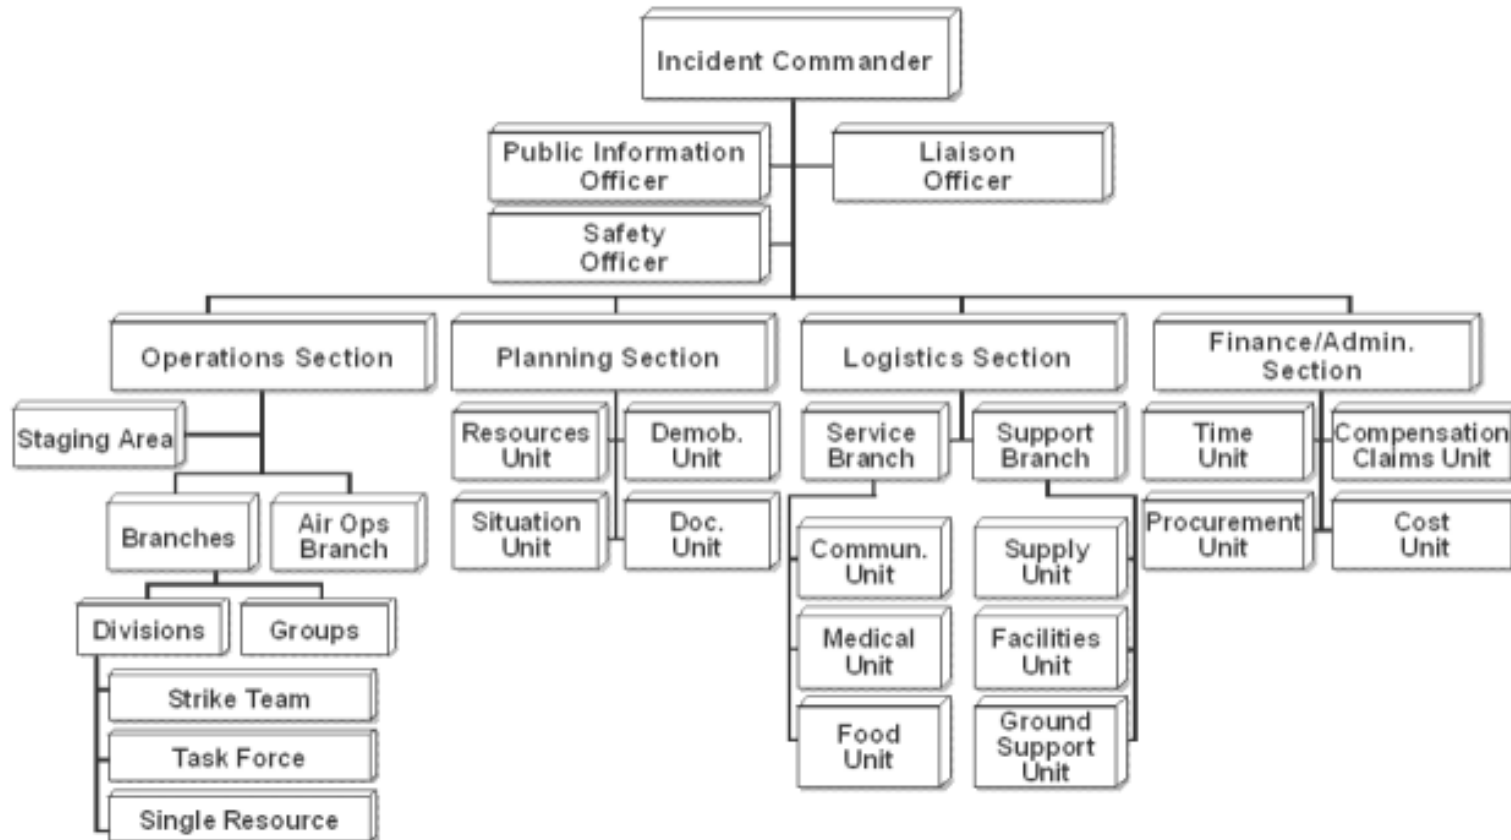 Incident Commander
Public Information
Officer
Liaison
Officer
Safety
Officer
Operations Section
Planning Section
Logistics Section
Finance/Admin.
Section
Staging Area
Resources
Unit
Demob.
Unit
Service
Branch
Support
Branch
Time
Unit
Compensation
Claims Unit
Branches
Air Ops
Branch
Situation
Unit
Doc.
Unit
Commun.
Unit
Supply
Unit
Procurement
Unit
Cost
Unit
Divisions
Groups
Medical
Unit
Facilities
Unit
Strike Team
Task Force
Single Resource
Food
Unit
Ground
Support
Unit